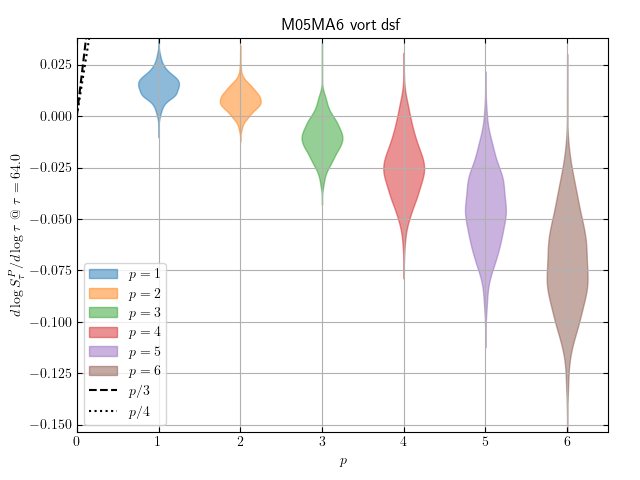 M05MA6 vort dsf
d log S_τ^P / d log τ @ τ = 64.0
0.025
0.000
−0.025
−0.050
−0.075
−0.100
−0.125
−0.150
p = 1
p = 2
p = 3
p = 4
p = 5
p = 6
p/3
p/4
0 1 2 3 4 5 6
p